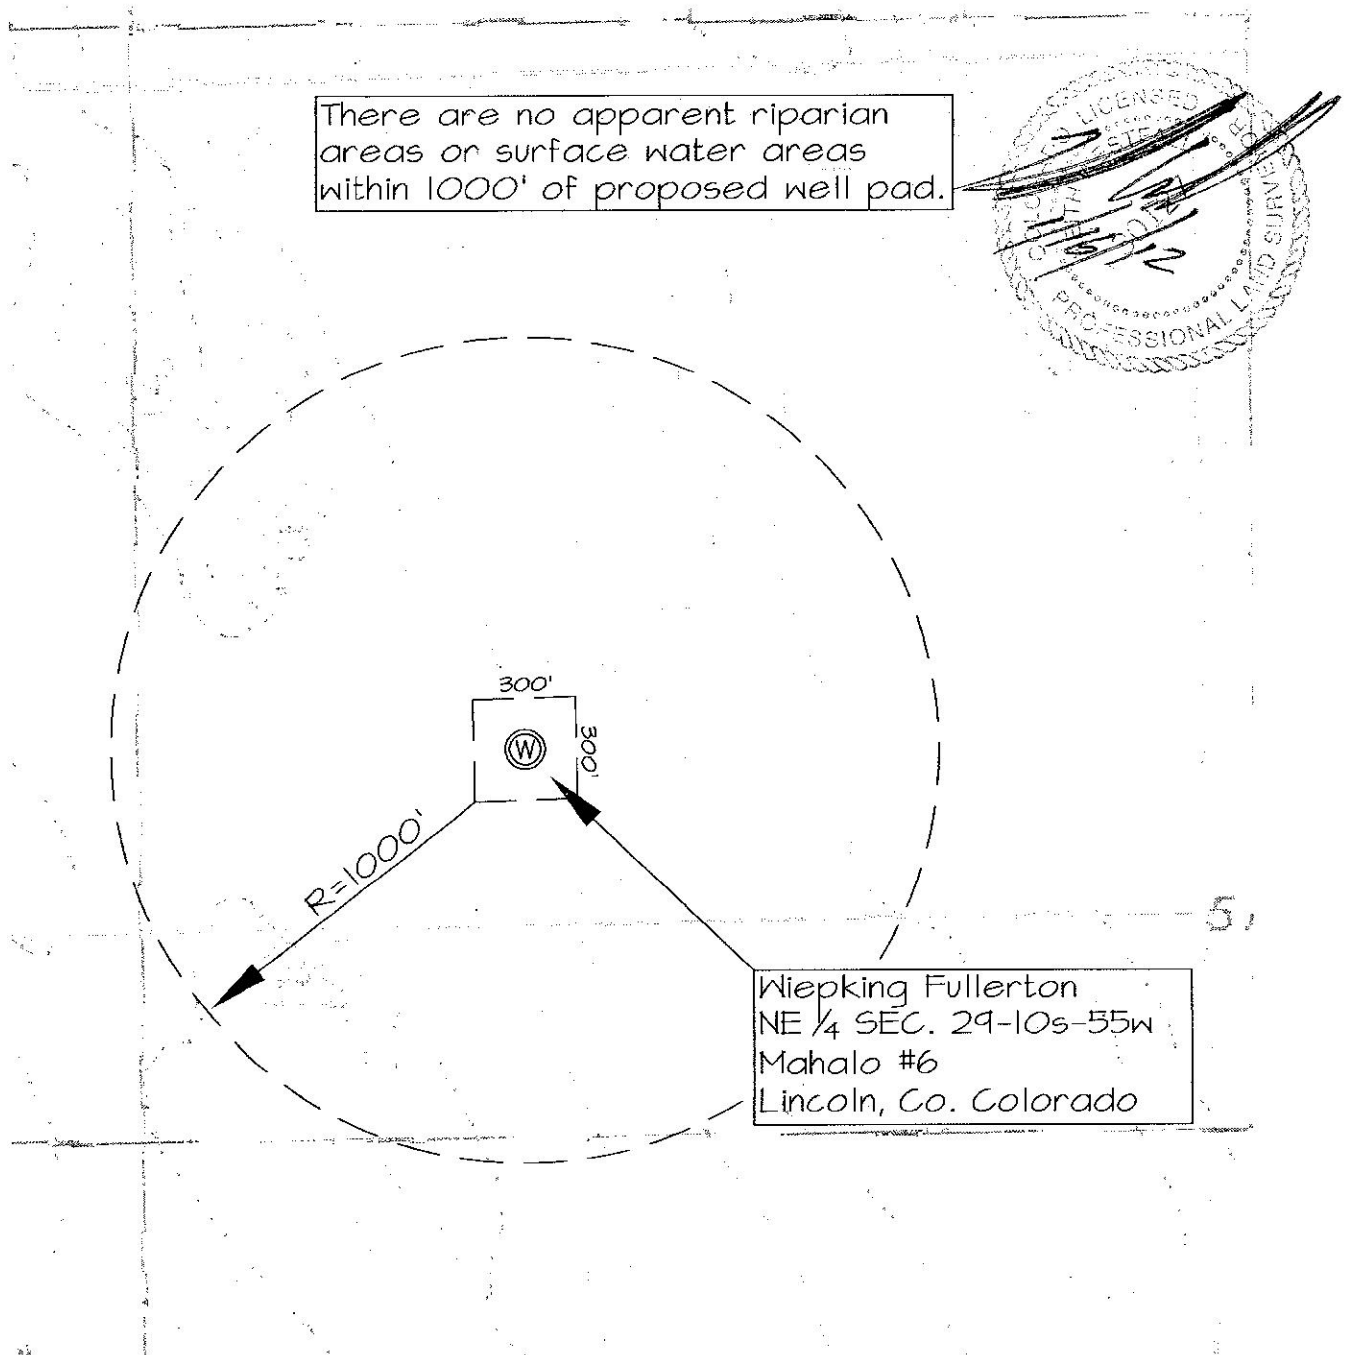 There are no apparent riparian
areas or surface water areas
within 1000' of proposed well pad.
LICENSED
PROFESSIONAL LAND SURVEYOR
300'
W
300'
R=1000'
Wiepking Fullerton
NE 1/4 SEC. 29-10s-55w
Mahalo #6
Lincoln, Co. Colorado